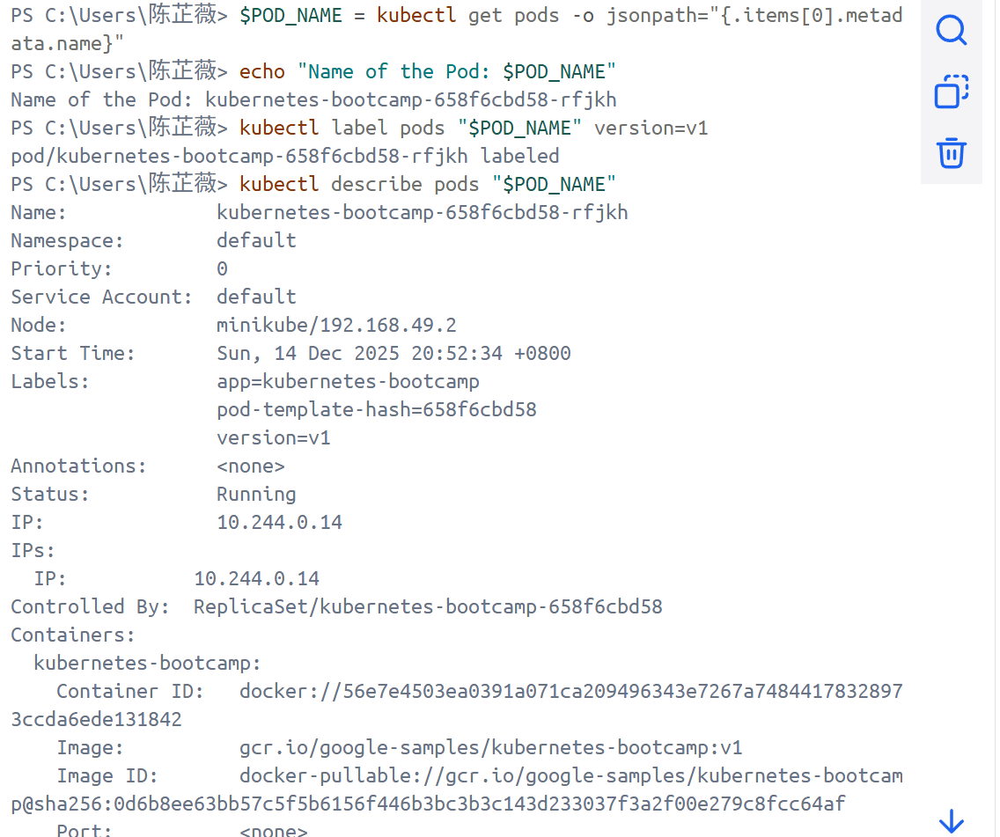 PS C:\Users\陈芷薇> $POD_NAME = kubectl get pods -o jsonpath="{.items[0].metad
ata.name}"
PS C:\Users\陈芷薇> echo "Name of the Pod: $POD_NAME"
Name of the Pod: kubernetes-bootcamp-658f6cbd58-rfjkh
PS C:\Users\陈芷薇> kubectl label pods "$POD_NAME" version=v1
pod/kubernetes-bootcamp-658f6cbd58-rfjkh labeled
PS C:\Users\陈芷薇> kubectl describe pods "$POD_NAME"
Name:             kubernetes-bootcamp-658f6cbd58-rfjkh
Namespace:        default
Priority:         0
Service Account:  default
Node:             minikube/192.168.49.2
Start Time:       Sun, 14 Dec 2025 20:52:34 +0800
Labels:           app=kubernetes-bootcamp
                  pod-template-hash=658f6cbd58
                  version=v1
Annotations:      <none>
Status:           Running
IP:               10.244.0.14
IPs:
  IP:           10.244.0.14
Controlled By:  ReplicaSet/kubernetes-bootcamp-658f6cbd58
Containers:
  kubernetes-bootcamp:
    Container ID:   docker://56e7e4503ea0391a071ca209496343e7267a7484417832897
3ccda6ede131842
    Image:          gcr.io/google-samples/kubernetes-bootcamp:v1
    Image ID:       docker-pullable://gcr.io/google-samples/kubernetes-bootcam
p@sha256:0d6b8ee63bb57c5f5b6156f446b3bc3b3c143d233037f3a2f00e279c8fcc64af
    Port:           <none>